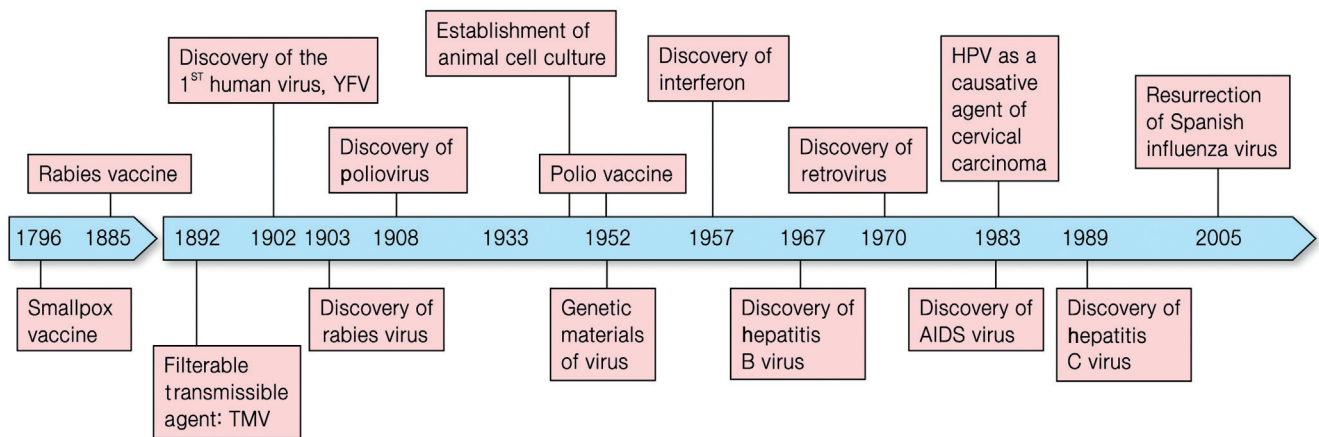 Establishment of
animal cell culture
Discovery of the
1ST human virus, YFV
Discovery of
interferon
HPV as a
causative
agent of
cervical
carcinoma
Resurrection
of Spanish
influenza virus
Rabies vaccine
Discovery of
poliovirus
Polio vaccine
Discovery of
retrovirus
1796 1885 1892 1902 1903 1908 1933 1952 1957 1967 1970 1983 1989 2005
Smallpox
vaccine
Filterable
transmissible
agent: TMV
Discovery of
rabies virus
Genetic
materials
of virus
Discovery of
hepatitis
B virus
Discovery of
AIDS virus
Discovery of
hepatitis
C virus